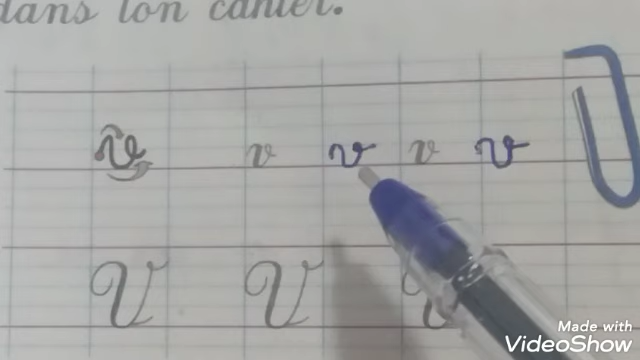 dans ton cahier.
v v v v v
V V V
Made with
VideoShow